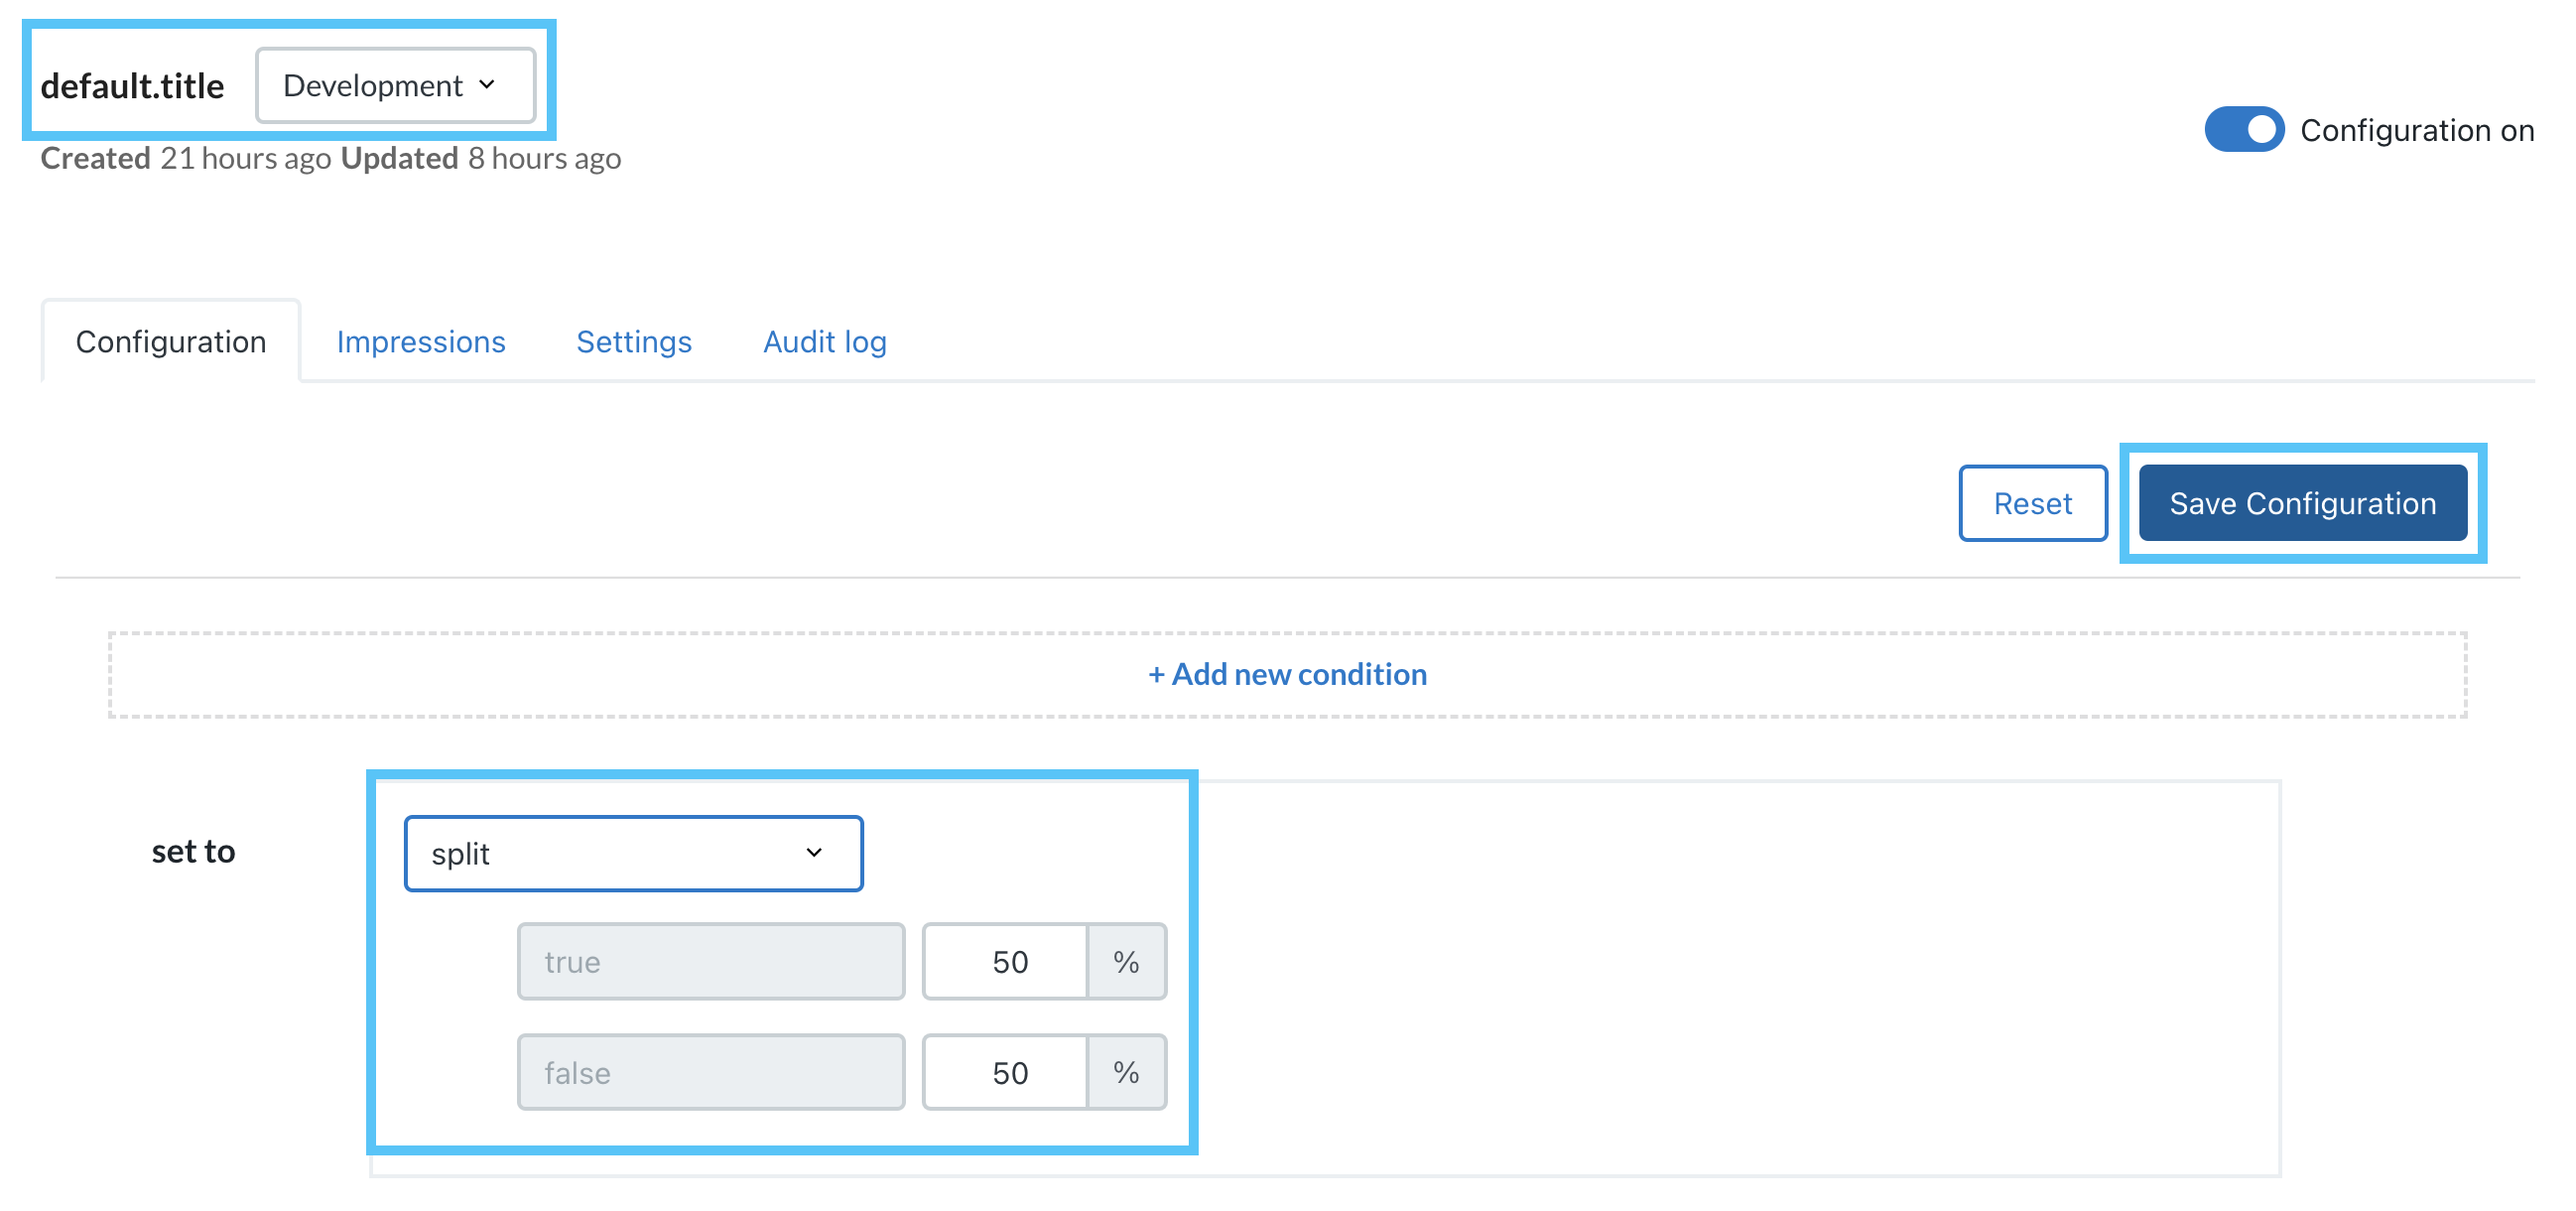 default.title Development
Configuration on
Created 21 hours ago Updated 8 hours ago
Configuration Impressions Settings Audit log
Reset Save Configuration
+ Add new condition
set to split
true 50 %
false 50 %